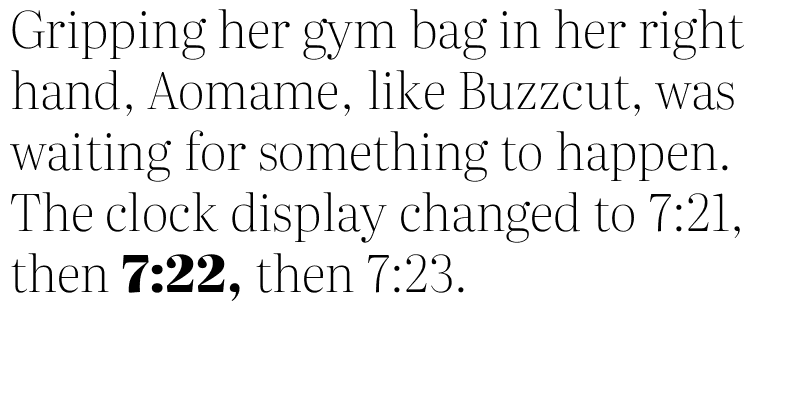 Gripping her gym bag in her right
hand, Aomame, like Buzzcut, was
waiting for something to happen.
The clock display changed to 7:21,
then 7:22, then 7:23.